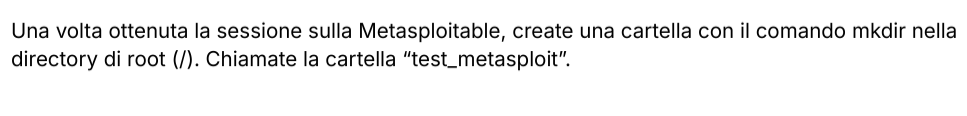 Una volta ottenuta la sessione sulla Metasploitable, create una cartella con il comando mkdir nella
directory di root (/). Chiamate la cartella “test_metasploit”.